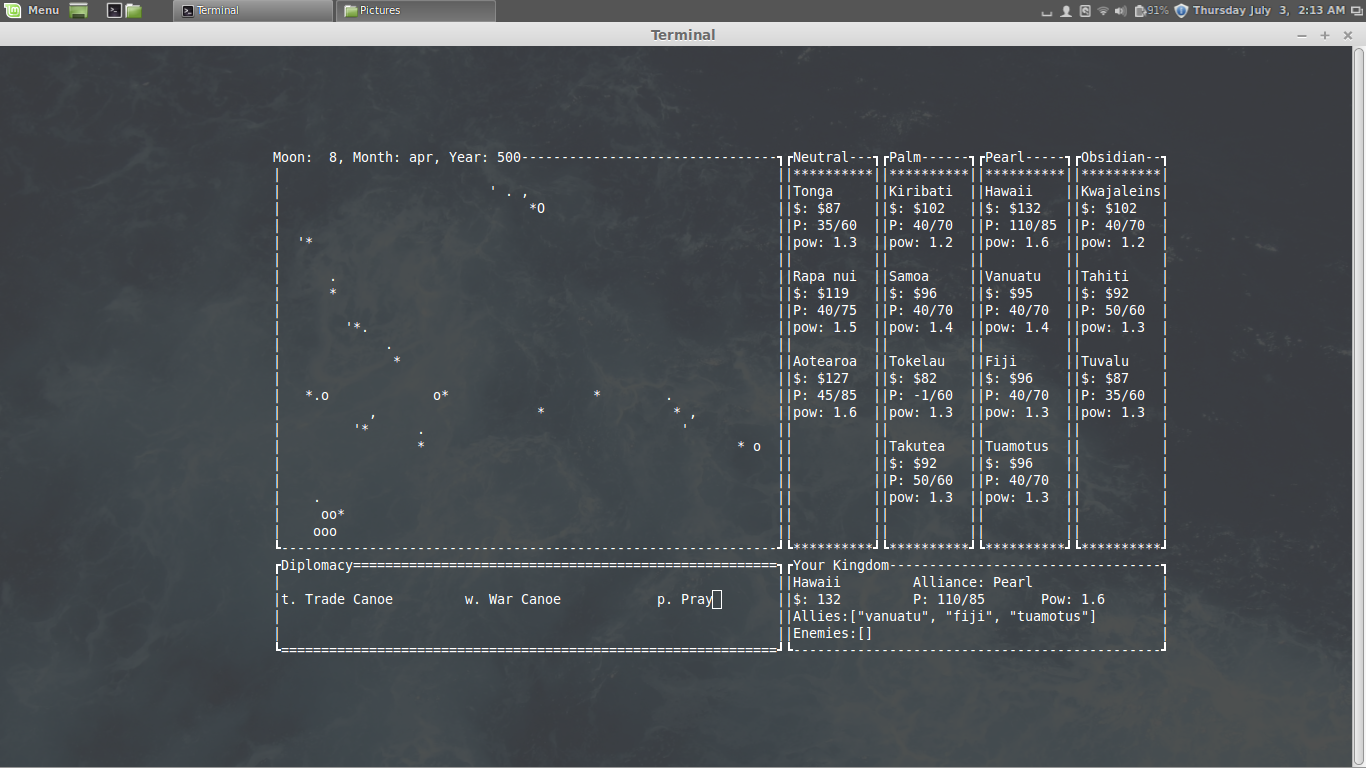 Menu Terminal Pictures 91% Thursday July 3, 2:13 AM
Terminal
Moon:  8, Month: apr, Year: 500
Neutral Palm Pearl Obsidian
********** ********** ********** **********
' . , Tonga Kiribati Hawaii Kwajaleins
*O $: $87 $: $102 $: $132 $: $102
P: 35/60 P: 40/70 P: 110/85 P: 40/70
'* pow: 1.3 pow: 1.2 pow: 1.6 pow: 1.2
. Rapa nui Samoa Vanuatu Tahiti
* $: $119 $: $96 $: $95 $: $92
P: 40/75 P: 40/70 P: 40/70 P: 50/60
'*. pow: 1.5 pow: 1.4 pow: 1.4 pow: 1.3
.
* Aotearoa Tokelau Fiji Tuvalu
$: $127 $: $82 $: $96 $: $87
*.o o* * . P: 45/85 P: -1/60 P: 40/70 P: 35/60
, * * , pow: 1.6 pow: 1.3 pow: 1.3 pow: 1.3
'* . '
* * o Takutea Tuamotus
$: $92 $: $96
P: 50/60 P: 40/70
. pow: 1.3 pow: 1.3
oo*
ooo
********** ********** ********** **********
Diplomacy Your Kingdom
Hawaii Alliance: Pearl
t. Trade Canoe w. War Canoe p. Pray $: 132 P: 110/85 Pow: 1.6
Allies:["vanuatu", "fiji", "tuamotus"]
Enemies:[]